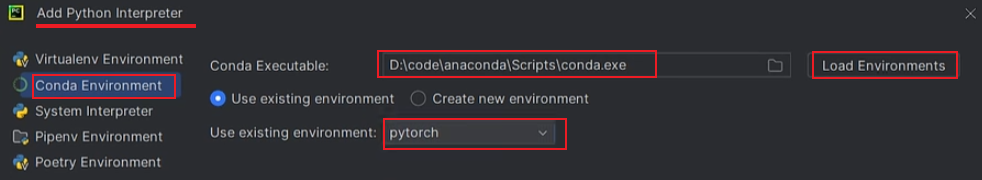 Add Python Interpreter
Virtualenv Environment
Conda Environment
System Interpreter
Pipenv Environment
Poetry Environment
Conda Executable: D:\code\anaconda\Scripts\conda.exe Load Environments
Use existing environment Create new environment
Use existing environment: pytorch